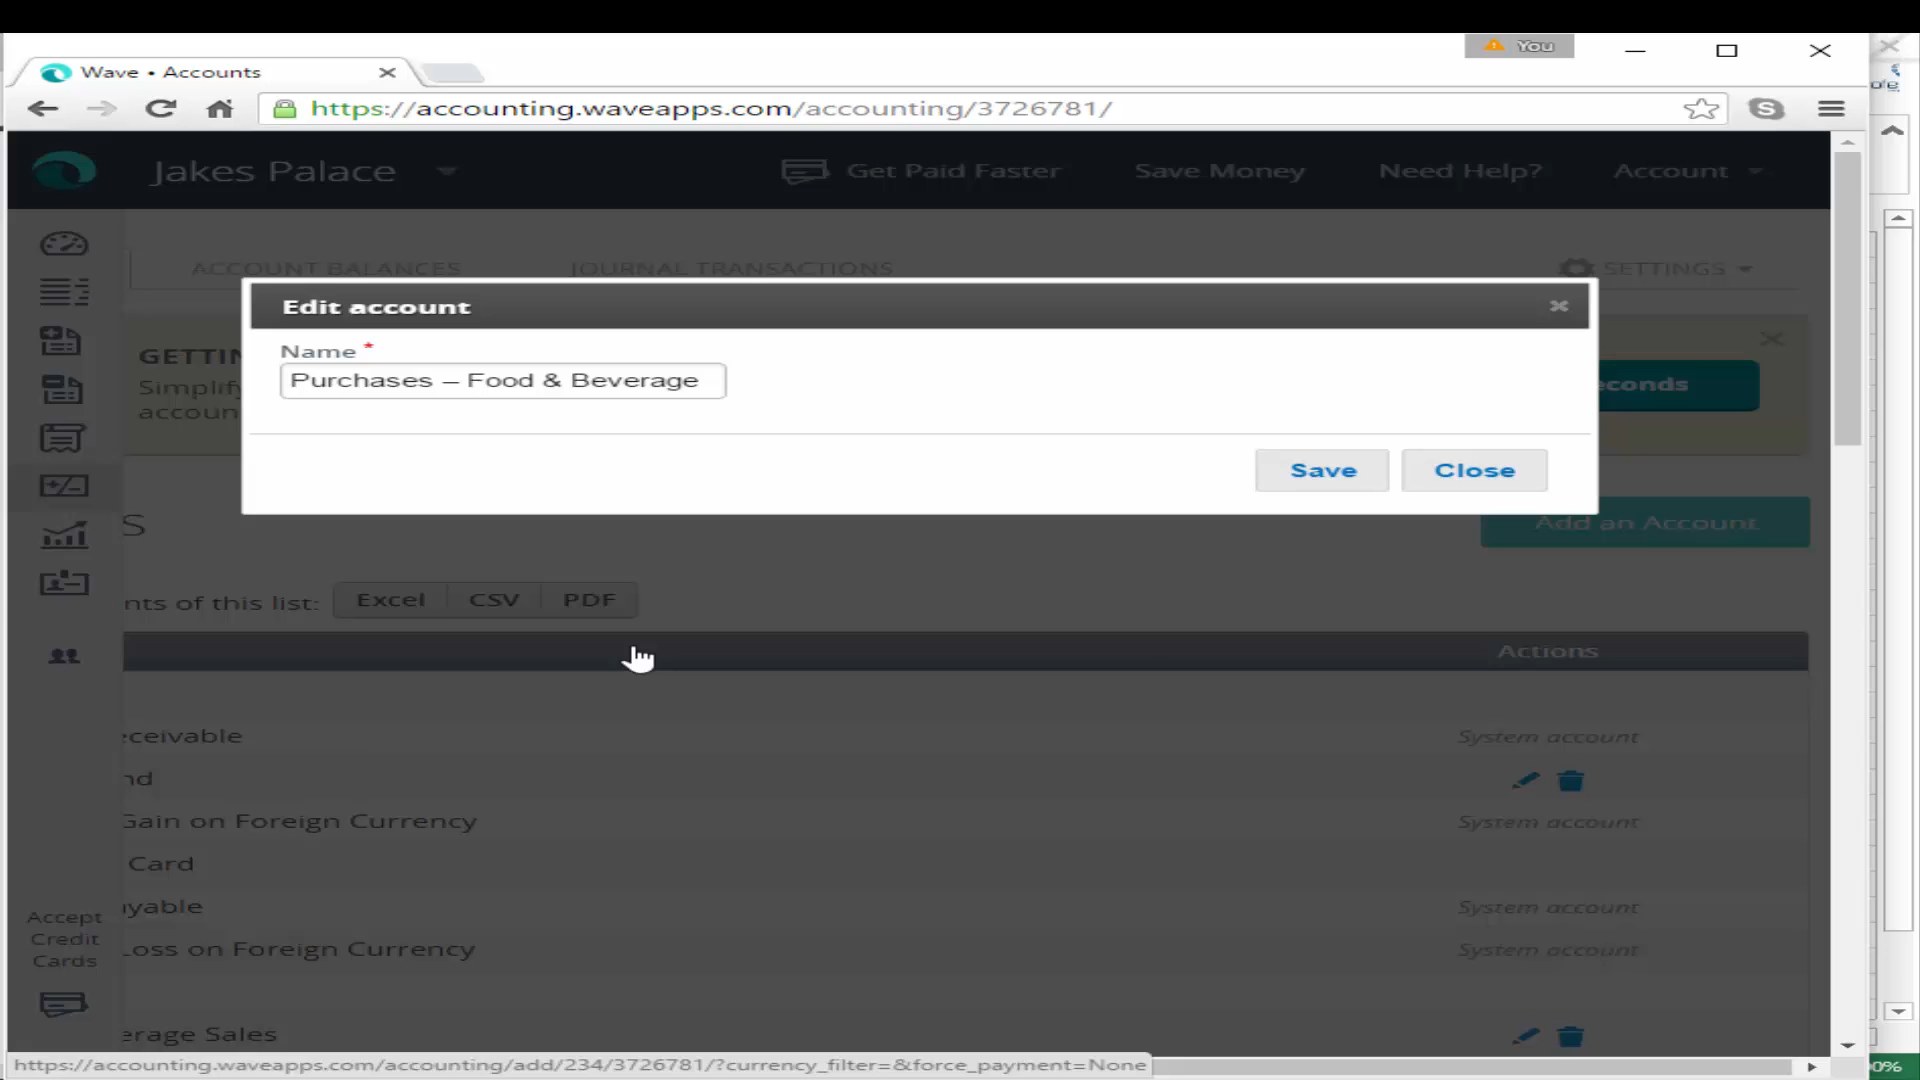 You
Wave • Accounts
https://accounting.waveapps.com/accounting/3726781/
Jakes Palace
Get Paid Faster
Save Money
Need Help?
Account
ACCOUNT BALANCES
JOURNAL TRANSACTIONS
SETTINGS
Edit account
Name *
Purchases – Food & Beverage
Save
Close
GETTIN
Simplify
accoun
econds
s
Add an Account
nts of this list:
Excel
CSV
PDF
Actions
eceivable
System account
nd
Gain on Foreign Currency
System account
Card
yable
System account
Loss on Foreign Currency
System account
erage Sales
Accept
Credit
Cards
https://accounting.waveapps.com/accounting/add/234/3726781/?currency_filter=&force_payment=None
0%